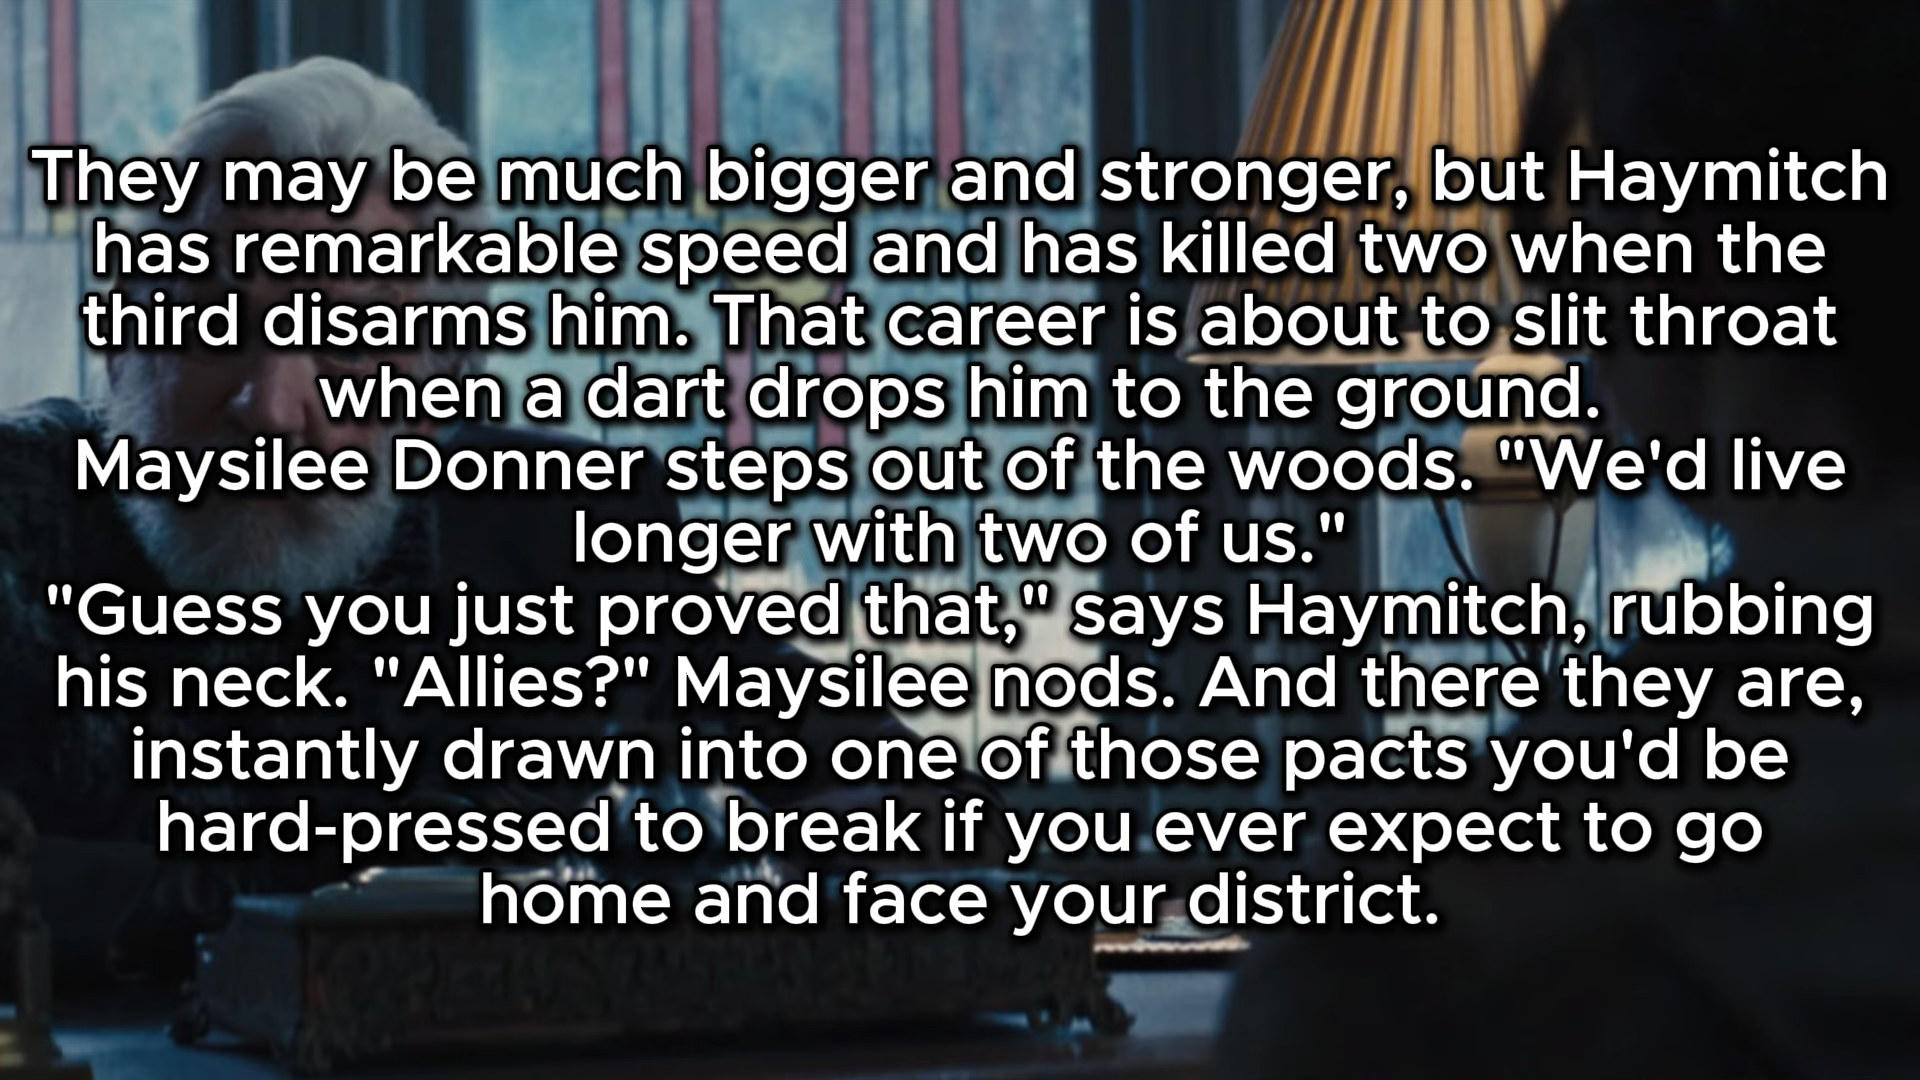 They may be much bigger and stronger, but Haymitch
has remarkable speed and has killed two when the
third disarms him. That career is about to slit throat
when a dart drops him to the ground.
Maysilee Donner steps out of the woods. "We'd live
longer with two of us."
"Guess you just proved that," says Haymitch, rubbing
his neck. "Allies?" Maysilee nods. And there they are,
instantly drawn into one of those pacts you'd be
hard-pressed to break if you ever expect to go
home and face your district.